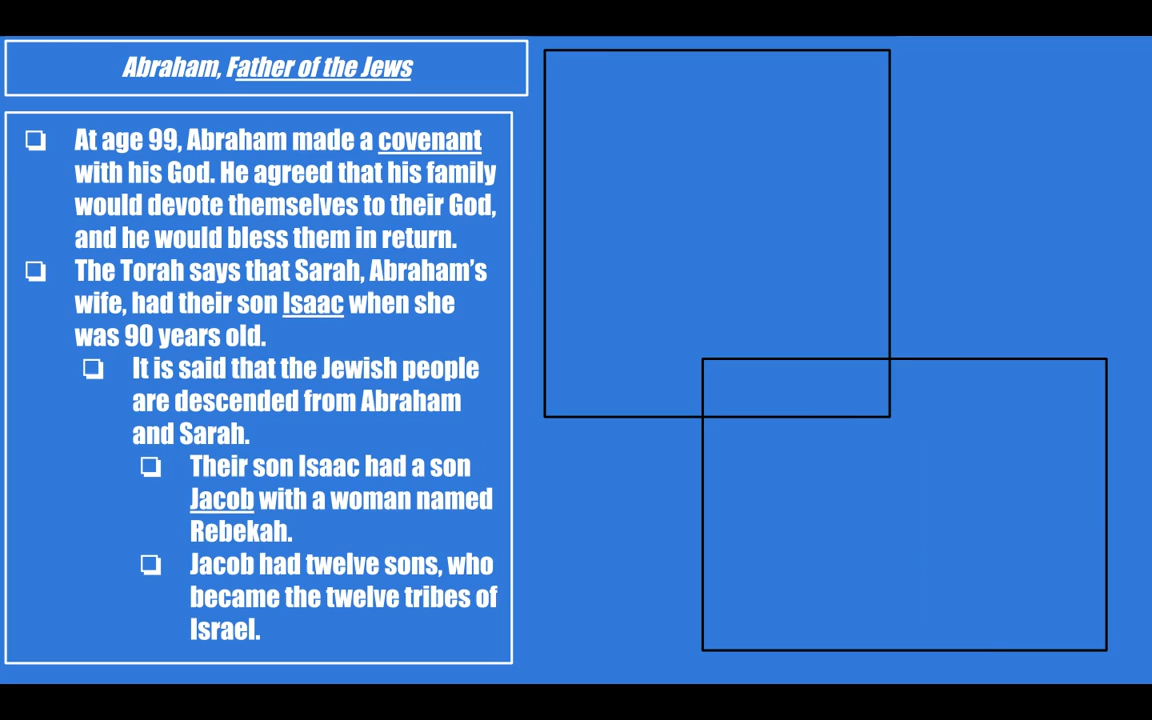 Abraham, Father of the Jews
At age 99, Abraham made a covenant
with his God. He agreed that his family
would devote themselves to their God,
and he would bless them in return.
The Torah says that Sarah, Abraham’s
wife, had their son Isaac when she
was 90 years old.
It is said that the Jewish people
are descended from Abraham
and Sarah.
Their son Isaac had a son
Jacob with a woman named
Rebekah.
Jacob had twelve sons, who
became the twelve tribes of
Israel.